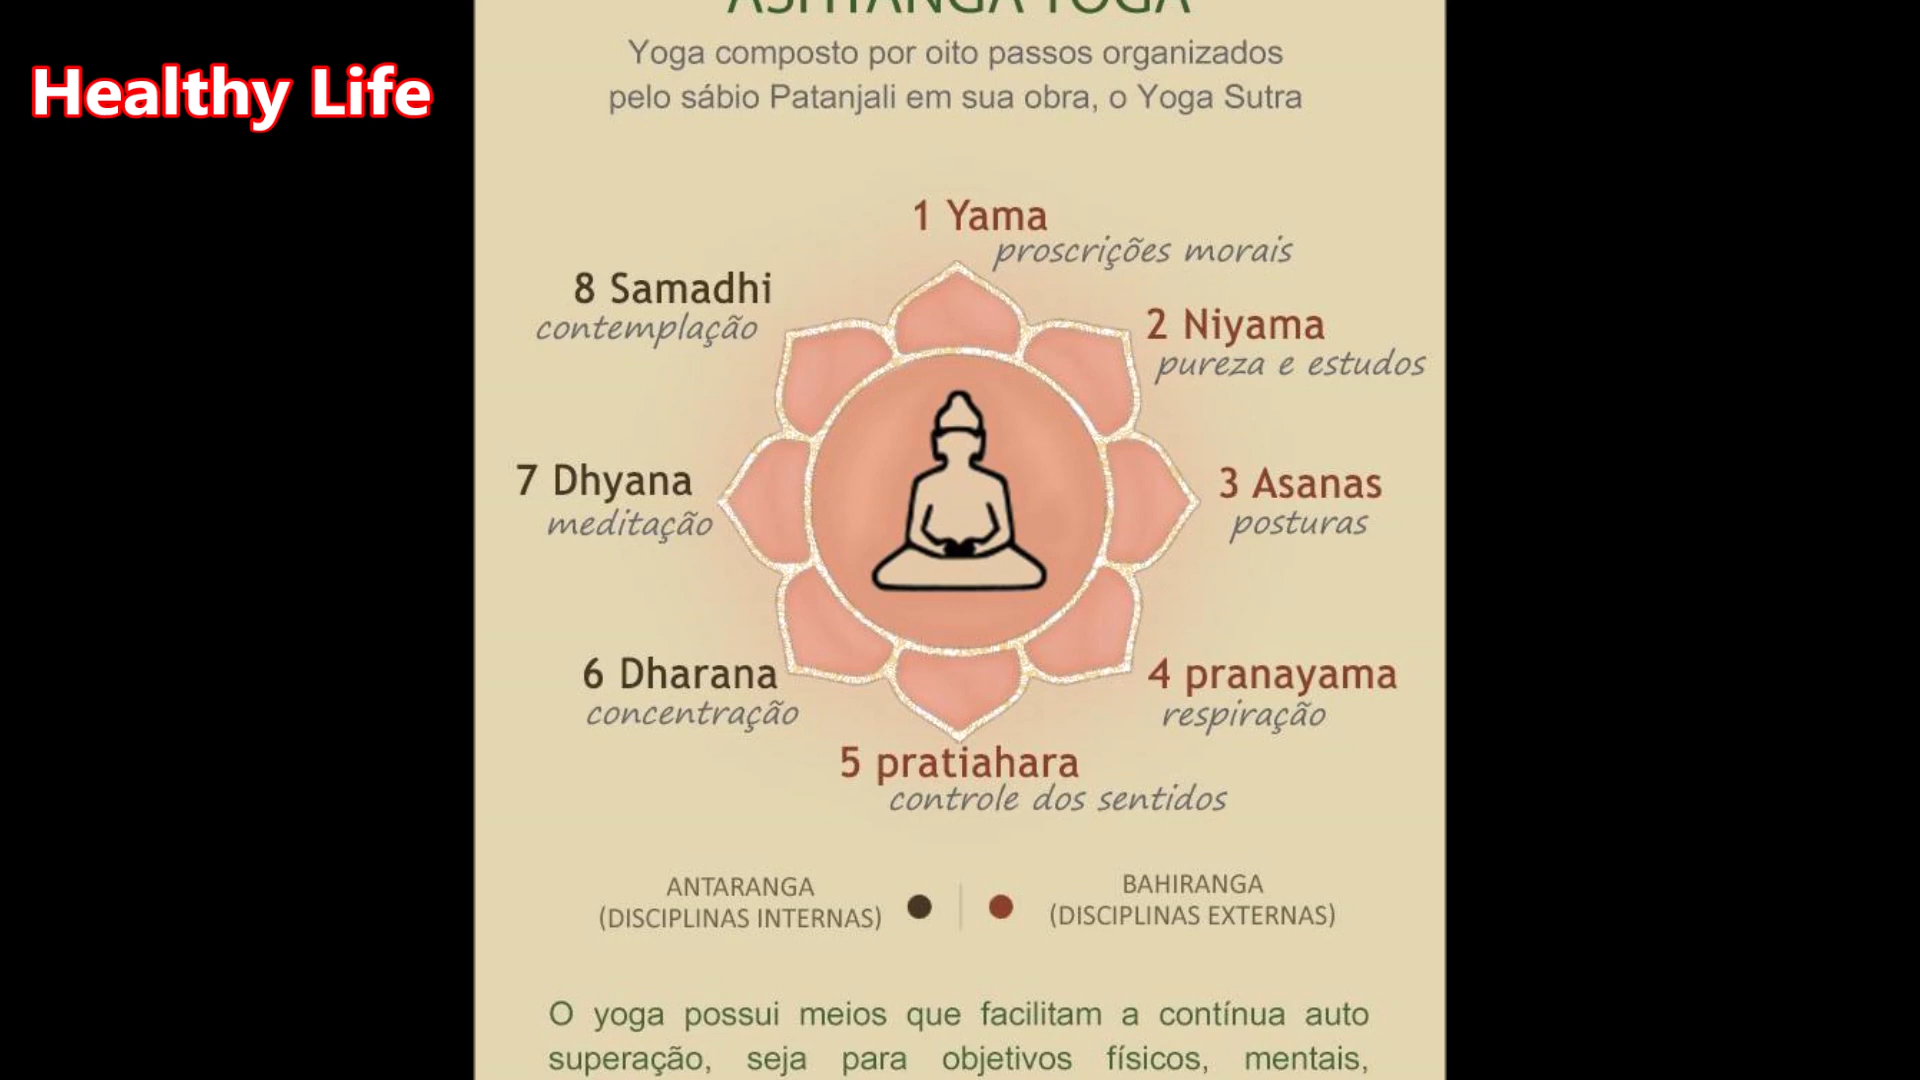 Healthy Life
ASHTANGA YOGA
Yoga composto por oito passos organizados
pelo sábio Patanjali em sua obra, o Yoga Sutra
1 Yama
proscrições morais
2 Niyama
pureza e estudos
3 Asanas
posturas
4 pranayama
respiração
5 pratiahara
controle dos sentidos
6 Dharana
concentração
7 Dhyana
meditação
8 Samadhi
contemplação
ANTARANGA
(DISCIPLINAS INTERNAS)
BAHIRANGA
(DISCIPLINAS EXTERNAS)
O yoga possui meios que facilitam a contínua auto
superação, seja para objetivos físicos, mentais,